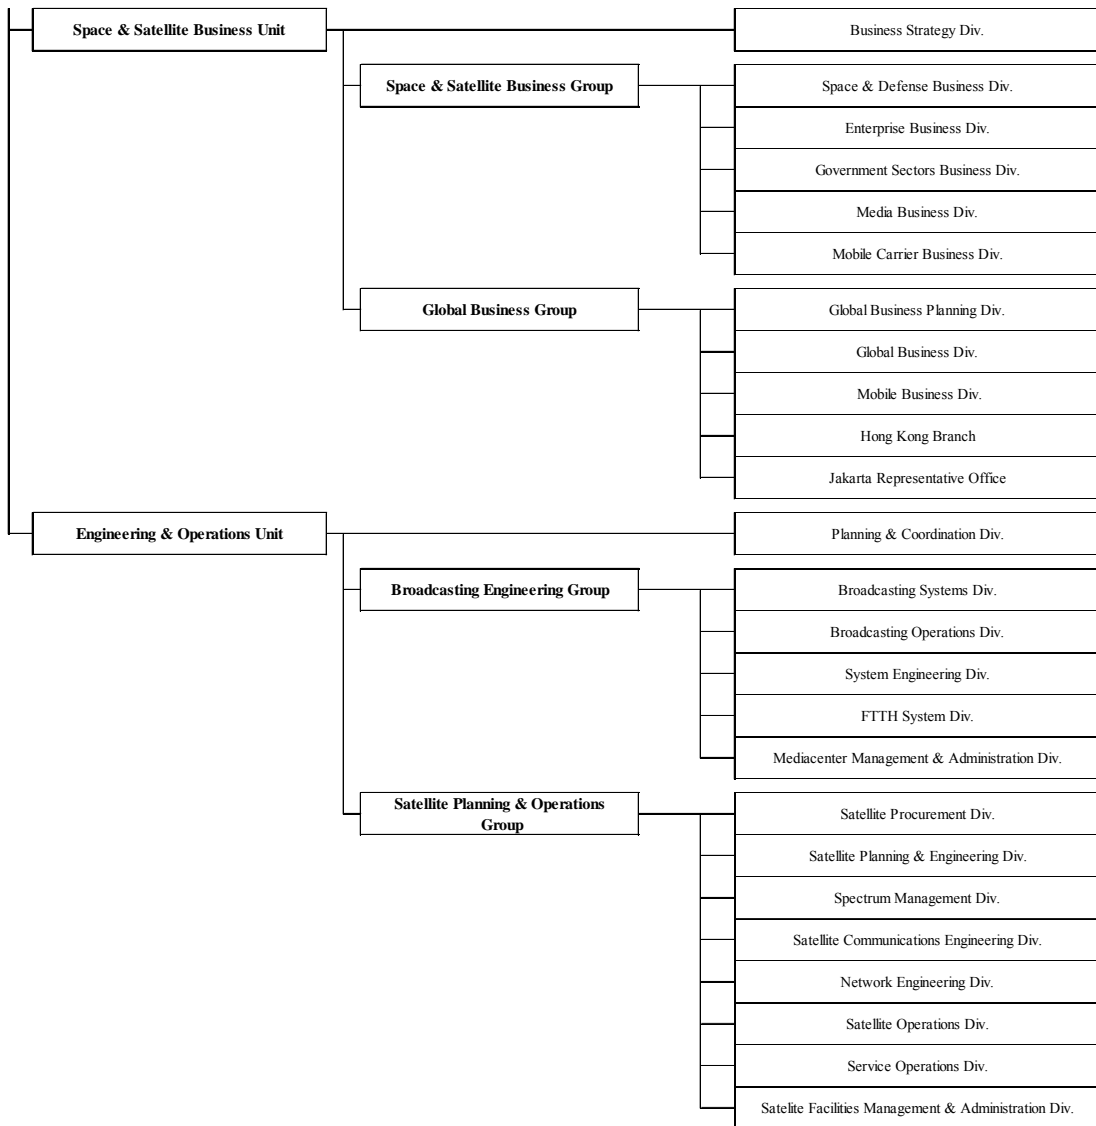 Space & Satellite Business Unit
Business Strategy Div.
Space & Satellite Business Group
Space & Defense Business Div.
Enterprise Business Div.
Government Sectors Business Div.
Media Business Div.
Mobile Carrier Business Div.
Global Business Group
Global Business Planning Div.
Global Business Div.
Mobile Business Div.
Hong Kong Branch
Jakarta Representative Office
Engineering & Operations Unit
Planning & Coordination Div.
Broadcasting Engineering Group
Broadcasting Systems Div.
Broadcasting Operations Div.
System Engineering Div.
FTTH System Div.
Mediacenter Management & Administration Div.
Satellite Planning & Operations
Group
Satellite Procurement Div.
Satellite Planning & Engineering Div.
Spectrum Management Div.
Satellite Communications Engineering Div.
Network Engineering Div.
Satellite Operations Div.
Service Operations Div.
Satelite Facilities Management & Administration Div.